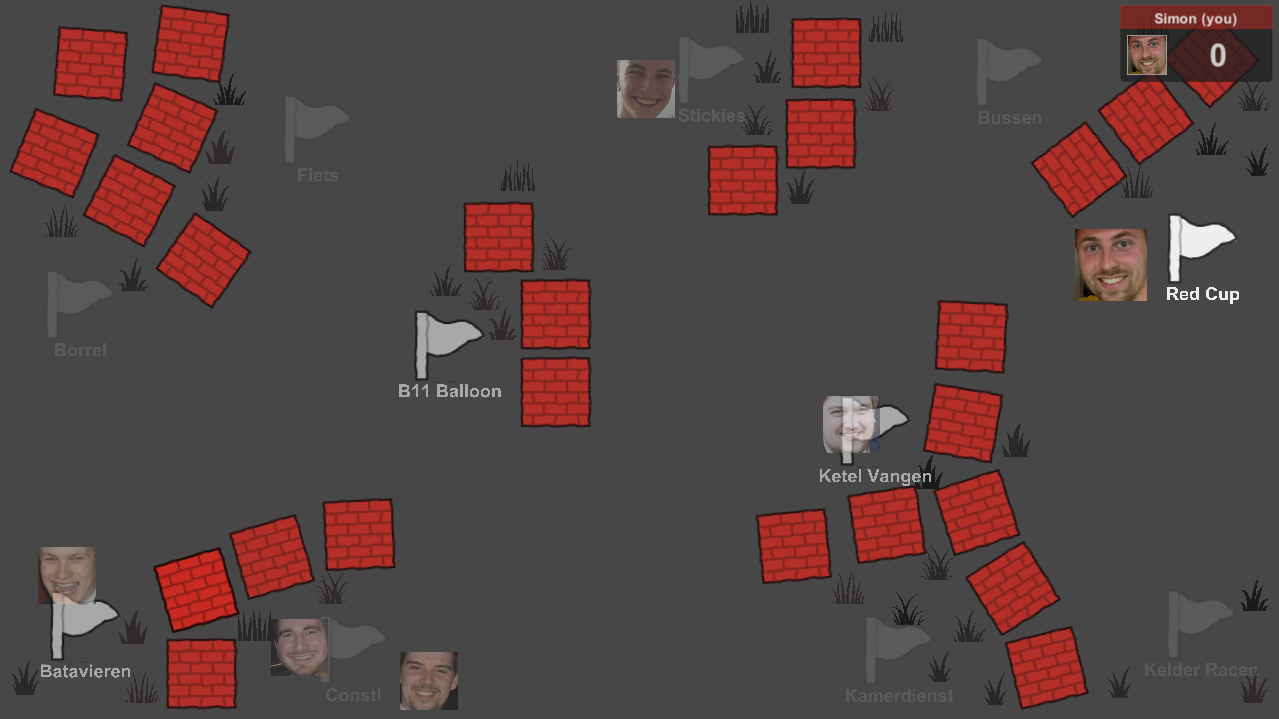 Simon (you)
0
Stickies
Bussen
Fiets
Red Cup
Borrel
B11 Balloon
Ketel Vangen
Batavieren
Consti
Kamerdienst
Kelder Racen